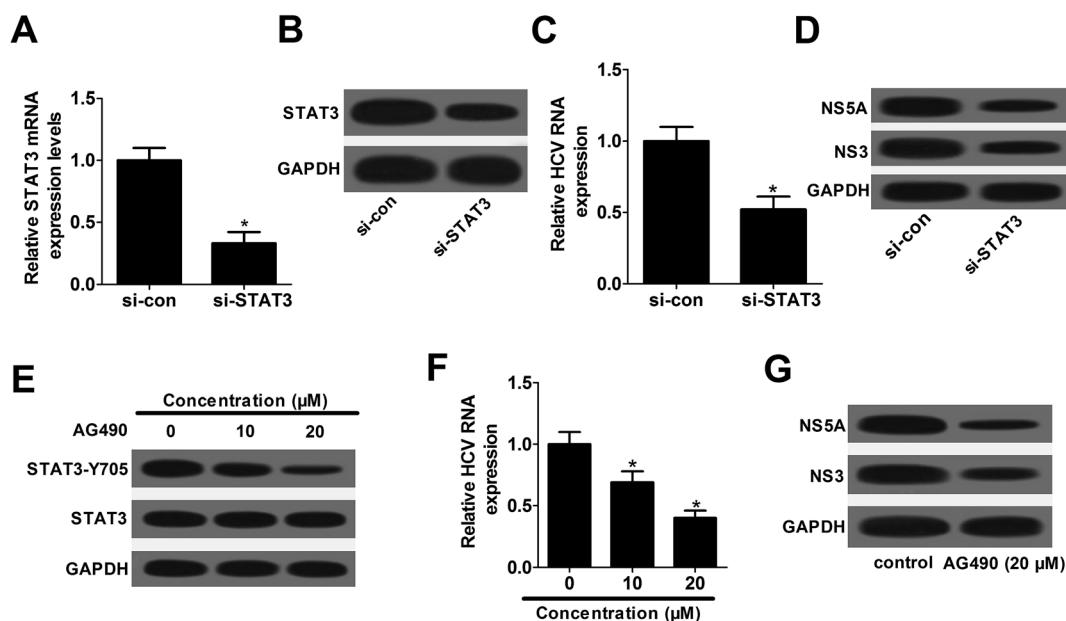 A
Relative STAT3 mRNA
expression levels
1.5
1.0
0.5
0.0
*
si-con
si-STAT3
B
STAT3
GAPDH
si-con
si-STAT3
C
Relative HCV RNA
expression
1.5
1.0
0.5
0.0
*
si-con
si-STAT3
D
NS5A
NS3
GAPDH
si-con
si-STAT3
E
Concentration (µM)
AG490 0 10 20
STAT3-Y705
STAT3
GAPDH
F
Relative HCV RNA
expression
1.5
1.0
0.5
0.0
*
*
0 10 20
Concentration (µM)
G
NS5A
NS3
GAPDH
control AG490 (20 µM)